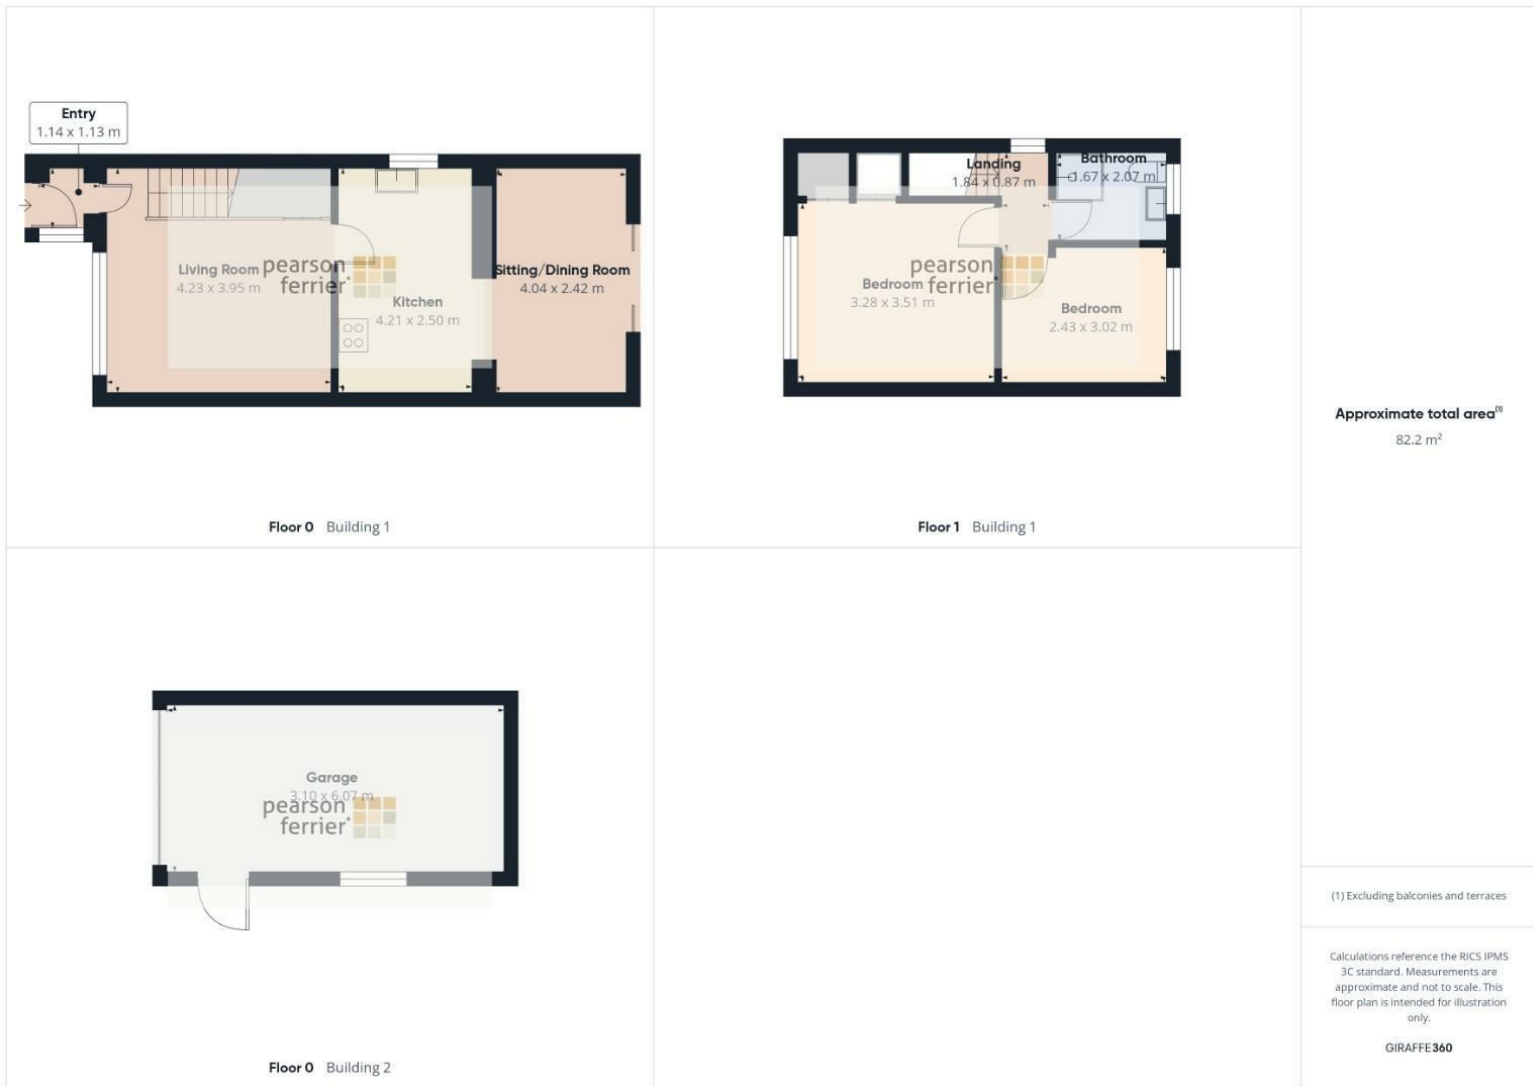 Entry
1.14 x 1.13 m
Living Room
4.23 x 3.95 m
pearson
ferrier
Kitchen
4.21 x 2.50 m
Sitting/Dining Room
4.04 x 2.42 m
Floor 0 Building 1
Landing
1.84 x 0.87 m
Bathroom
1.67 x 2.07 m
pearson
ferrier
Bedroom
3.28 x 3.51 m
Bedroom
2.43 x 3.02 m
Floor 1 Building 1
Garage
3.10 x 6.07 m
pearson
ferrier
Floor 0 Building 2
Approximate total area(1)
82.2 m²
(1) Excluding balconies and terraces
Calculations reference the RICS IPMS
3C standard. Measurements are
approximate and not to scale. This
floor plan is intended for illustration
only.
GIRAFFE360